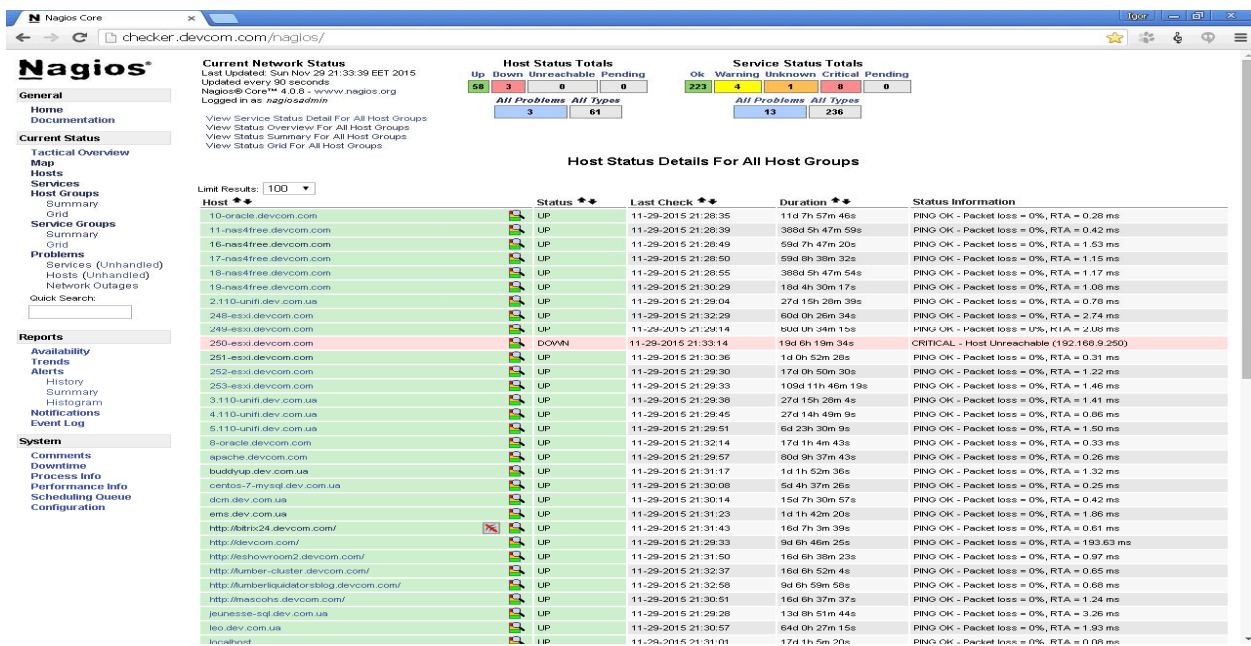 Nagios Core
Igor
checker.devcom.com/nagios/
Nagios®
General
Home
Documentation
Current Status
Tactical Overview
Map
Hosts
Services
Host Groups
Summary
Grid
Service Groups
Summary
Grid
Problems
Services (Unhandled)
Hosts (Unhandled)
Network Outages
Quick Search:
Reports
Availability
Trends
Alerts
History
Summary
Histogram
Notifications
Event Log
System
Comments
Downtime
Process Info
Performance Info
Scheduling Queue
Configuration
Current Network Status
Last Updated: Sun Nov 29 21:33:39 EET 2015
Updated every 90 seconds
Nagios® Core™ 4.0.8 - www.nagios.org
Logged in as nagiosadmin
View Service Status Detail For All Host Groups
View Status Overview For All Host Groups
View Status Summary For All Host Groups
View Status Grid For All Host Groups
Host Status Totals
Up Down Unreachable Pending
58 3 0 0
All Problems All Types
3 61
Service Status Totals
Ok Warning Unknown Critical Pending
223 4 1 8 0
All Problems All Types
13 236
Host Status Details For All Host Groups
Limit Results: 100
Host Status Last Check Duration Status Information
10-oracle.devcom.com UP 11-29-2015 21:28:35 11d 7h 57m 46s PING OK - Packet loss = 0%, RTA = 0.28 ms
11-nas4free.devcom.com UP 11-29-2015 21:28:39 388d 5h 47m 59s PING OK - Packet loss = 0%, RTA = 0.42 ms
16-nas4free.devcom.com UP 11-29-2015 21:28:49 59d 7h 47m 20s PING OK - Packet loss = 0%, RTA = 1.53 ms
17-nas4free.devcom.com UP 11-29-2015 21:28:50 59d 8h 38m 32s PING OK - Packet loss = 0%, RTA = 1.15 ms
18-nas4free.devcom.com UP 11-29-2015 21:28:55 388d 5h 47m 54s PING OK - Packet loss = 0%, RTA = 1.17 ms
19-nas4free.devcom.com UP 11-29-2015 21:30:29 18d 4h 30m 17s PING OK - Packet loss = 0%, RTA = 1.08 ms
2.110-unifi.dev.com.ua UP 11-29-2015 21:29:04 27d 15h 28m 39s PING OK - Packet loss = 0%, RTA = 0.78 ms
248-esxi.devcom.com UP 11-29-2015 21:32:29 60d 0h 26m 34s PING OK - Packet loss = 0%, RTA = 2.74 ms
249-esxi.devcom.com UP 11-29-2015 21:29:14 60d 0h 34m 15s PING OK - Packet loss = 0%, RTA = 2.08 ms
250-esxi.devcom.com DOWN 11-29-2015 21:33:14 19d 6h 19m 34s CRITICAL - Host Unreachable (192.168.9.250)
251-esxi.devcom.com UP 11-29-2015 21:30:36 1d 0h 52m 28s PING OK - Packet loss = 0%, RTA = 0.31 ms
252-esxi.devcom.com UP 11-29-2015 21:29:30 17d 0h 50m 30s PING OK - Packet loss = 0%, RTA = 1.22 ms
253-esxi.devcom.com UP 11-29-2015 21:29:33 109d 11h 46m 19s PING OK - Packet loss = 0%, RTA = 1.46 ms
3.110-unifi.dev.com.ua UP 11-29-2015 21:29:38 27d 15h 28m 4s PING OK - Packet loss = 0%, RTA = 1.41 ms
4.110-unifi.dev.com.ua UP 11-29-2015 21:29:45 27d 14h 49m 9s PING OK - Packet loss = 0%, RTA = 0.86 ms
5.110-unifi.dev.com.ua UP 11-29-2015 21:29:51 6d 23h 30m 9s PING OK - Packet loss = 0%, RTA = 1.50 ms
8-oracle.devcom.com UP 11-29-2015 21:32:14 17d 1h 4m 43s PING OK - Packet loss = 0%, RTA = 0.33 ms
apache.devcom.com UP 11-29-2015 21:29:57 80d 9h 37m 43s PING OK - Packet loss = 0%, RTA = 0.26 ms
buddyup.dev.com.ua UP 11-29-2015 21:31:17 1d 1h 52m 36s PING OK - Packet loss = 0%, RTA = 1.32 ms
centos-7-mysql.dev.com.ua UP 11-29-2015 21:30:08 5d 4h 37m 26s PING OK - Packet loss = 0%, RTA = 0.25 ms
dcm.dev.com.ua UP 11-29-2015 21:30:14 15d 7h 30m 57s PING OK - Packet loss = 0%, RTA = 0.42 ms
ems.dev.com.ua UP 11-29-2015 21:31:23 1d 1h 42m 20s PING OK - Packet loss = 0%, RTA = 1.86 ms
http://bitrix24.devcom.com/ UP 11-29-2015 21:31:43 16d 7h 3m 39s PING OK - Packet loss = 0%, RTA = 0.61 ms
http://devcom.com/ UP 11-29-2015 21:29:33 9d 6h 46m 25s PING OK - Packet loss = 0%, RTA = 193.63 ms
http://eshowroom2.devcom.com/ UP 11-29-2015 21:31:50 16d 6h 38m 23s PING OK - Packet loss = 0%, RTA = 0.97 ms
http://lumber-cluster.devcom.com/ UP 11-29-2015 21:32:37 16d 6h 52m 4s PING OK - Packet loss = 0%, RTA = 0.65 ms
http://lumberliquidatorsblog.devcom.com/ UP 11-29-2015 21:32:58 9d 6h 59m 58s PING OK - Packet loss = 0%, RTA = 0.68 ms
http://mascohs.devcom.com/ UP 11-29-2015 21:30:51 16d 6h 37m 37s PING OK - Packet loss = 0%, RTA = 1.24 ms
jeunesse-sql.dev.com.ua UP 11-29-2015 21:29:28 13d 8h 51m 44s PING OK - Packet loss = 0%, RTA = 3.26 ms
leo.dev.com.ua UP 11-29-2015 21:30:57 64d 0h 27m 15s PING OK - Packet loss = 0%, RTA = 1.93 ms
localhost UP 11-29-2015 21:31:01 17d 1h 5m 20s PING OK - Packet loss = 0%, RTA = 0.08 ms